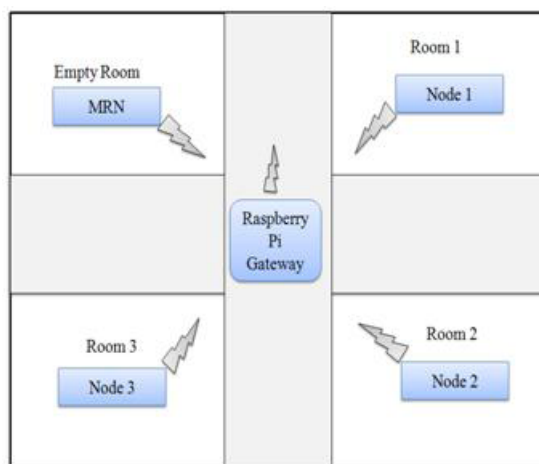 Empty Room
MRN
Room 1
Node 1
Raspberry
Pi
Gateway
Room 3
Node 3
Room 2
Node 2